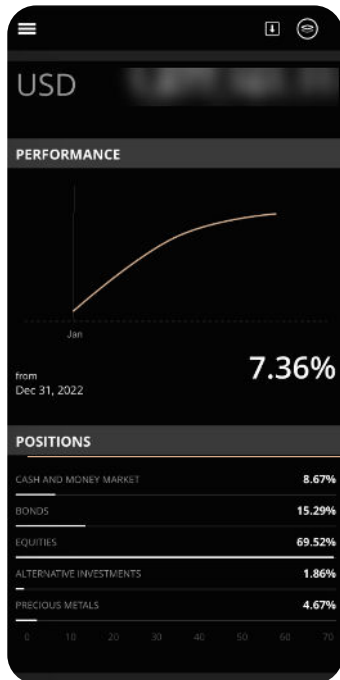 USD
PERFORMANCE
Jan
7.36%
from
Dec 31, 2022
POSITIONS
CASH AND MONEY MARKET 8.67%
BONDS 15.29%
EQUITIES 69.52%
ALTERNATIVE INVESTMENTS 1.86%
PRECIOUS METALS 4.67%
0 10 20 30 40 50 60 70